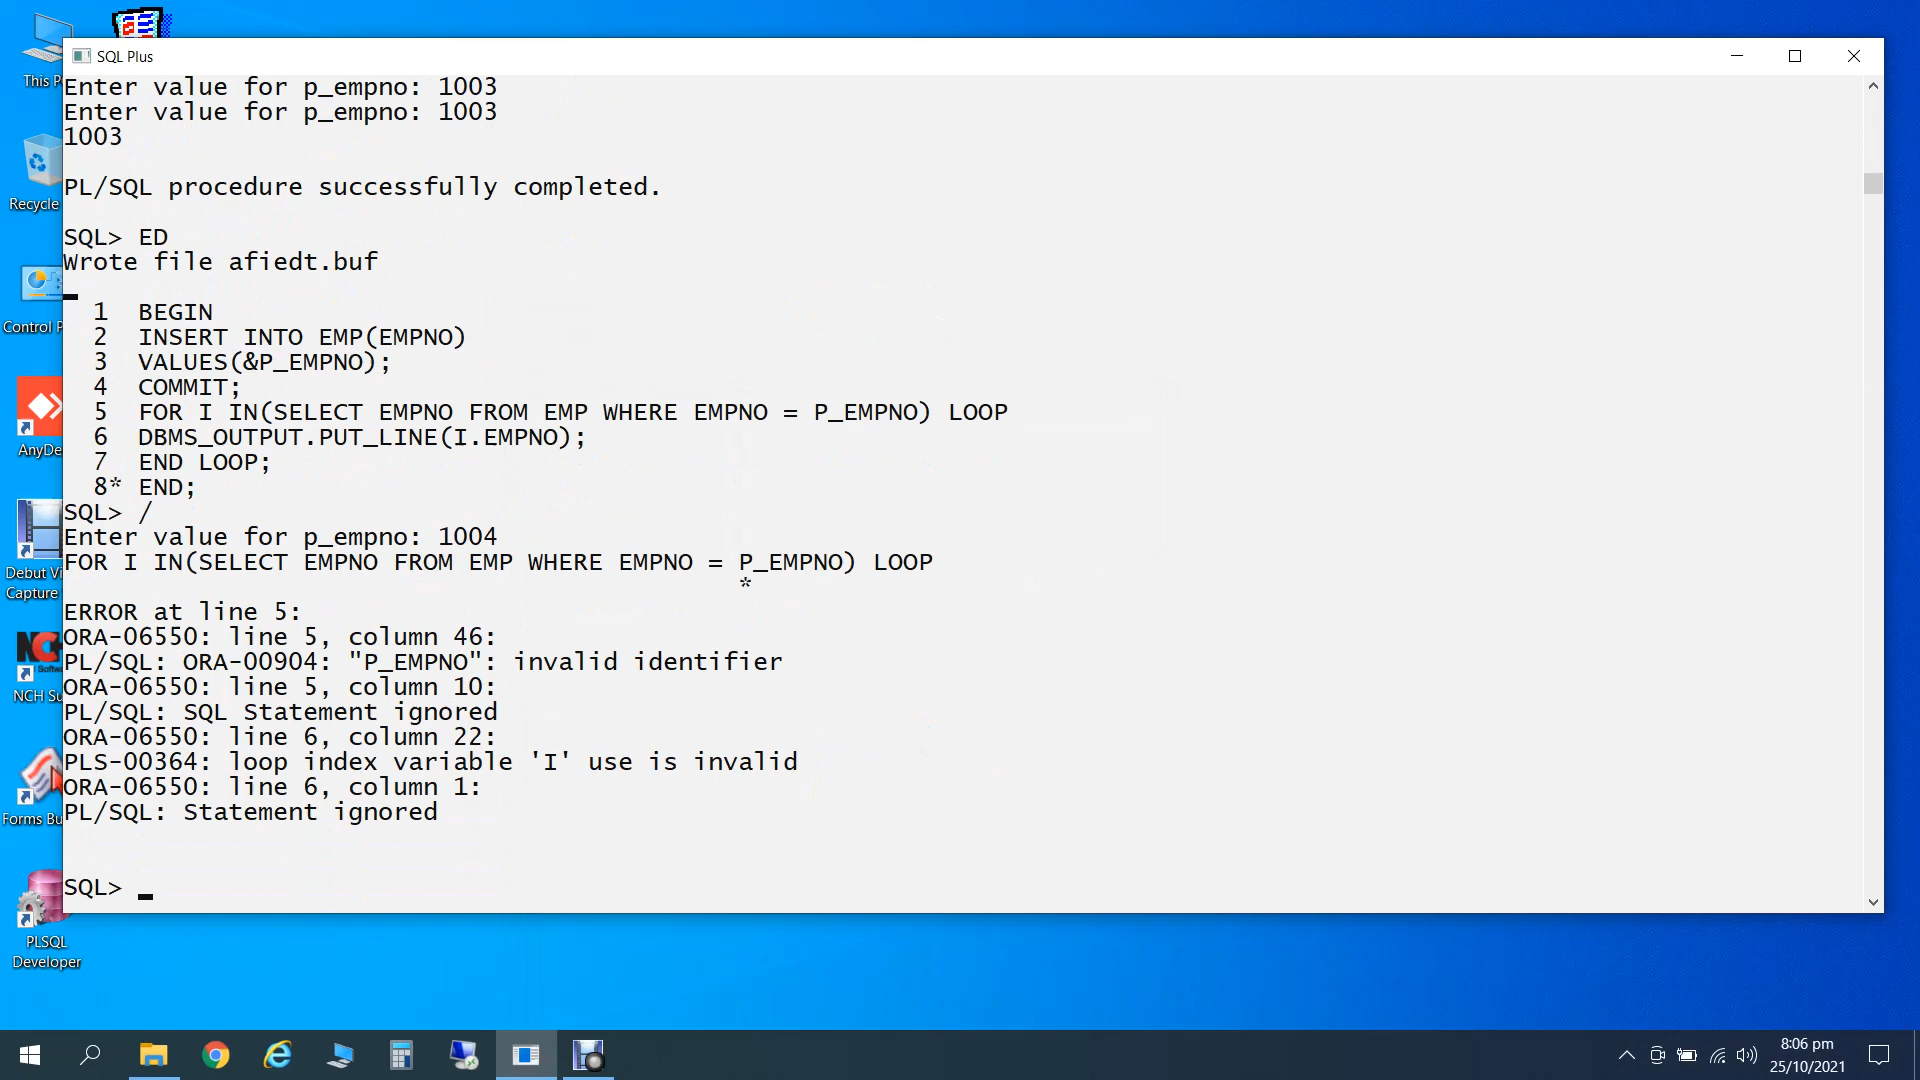 SQL Plus
This P
Enter value for p_empno: 1003
Enter value for p_empno: 1003
1003
PL/SQL procedure successfully completed.
Recycle
SQL> ED
Wrote file afiedt.buf
1 BEGIN
Control P
2 INSERT INTO EMP(EMPNO)
3 VALUES(&P_EMPNO);
4 COMMIT;
5 FOR I IN(SELECT EMPNO FROM EMP WHERE EMPNO = P_EMPNO) LOOP
6 DBMS_OUTPUT.PUT_LINE(I.EMPNO);
AnyDe
7 END LOOP;
8* END;
SQL> /
Enter value for p_empno: 1004
FOR I IN(SELECT EMPNO FROM EMP WHERE EMPNO = P_EMPNO) LOOP
*
Debut Vi
Capture
ERROR at line 5:
ORA-06550: line 5, column 46:
PL/SQL: ORA-00904: "P_EMPNO": invalid identifier
ORA-06550: line 5, column 10:
NCH Su
PL/SQL: SQL Statement ignored
ORA-06550: line 6, column 22:
PLS-00364: loop index variable 'I' use is invalid
ORA-06550: line 6, column 1:
PL/SQL: Statement ignored
Forms Bu
SQL>
PLSQL
Developer
8:06 pm
25/10/2021